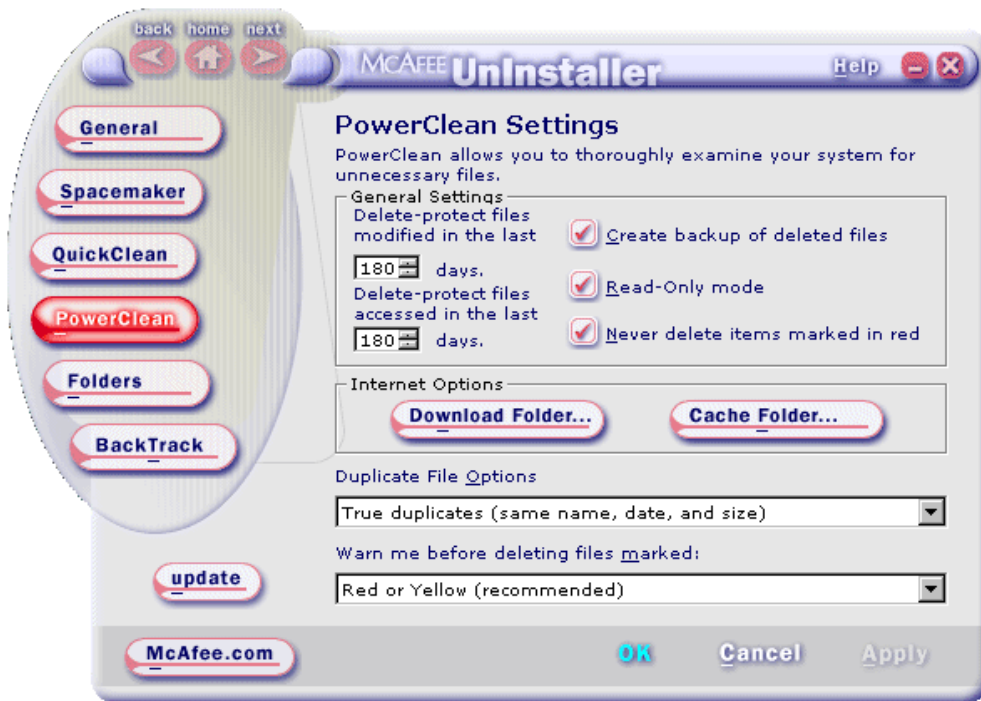 back home next
McAfee UnInstaller
Help
General
Spacemaker
QuickClean
PowerClean
Folders
BackTrack
update
McAfee.com
PowerClean Settings
PowerClean allows you to thoroughly examine your system for
unnecessary files.
General Settings
Delete-protect files
modified in the last
180 days.
Delete-protect files
accessed in the last
180 days.
Create backup of deleted files
Read-Only mode
Never delete items marked in red
Internet Options
Download Folder...
Cache Folder...
Duplicate File Options
True duplicates (same name, date, and size)
Warn me before deleting files marked:
Red or Yellow (recommended)
OK
Cancel
Apply